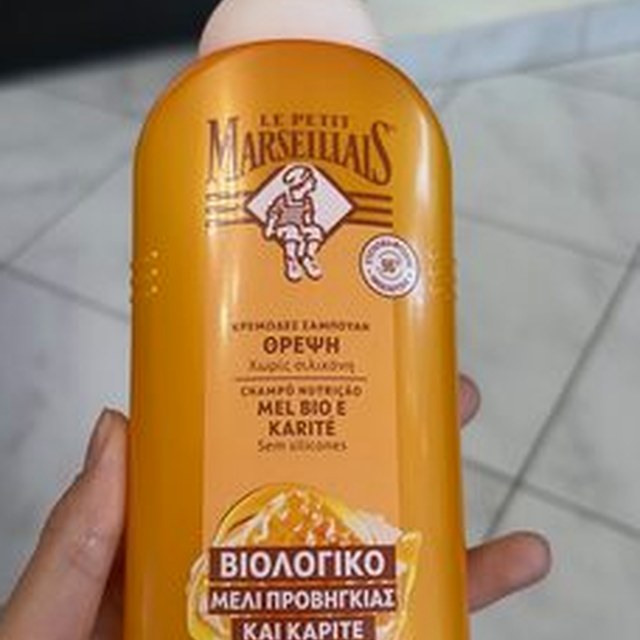 LE PETIT
MARSEILLAIS
ΚΡΕΜΩΔΕΣ ΣΑΜΠΟΥΑΝ
ΘΡΕΨΗ
Χωρίς σιλικόνη
CHAMPÔ NUTRIÇÃO
MEL BIO E
KARITÉ
Sem silicones
ΒΙΟΛΟΓΙΚΟ
ΜΕΛΙ ΠΡΟΒΗΓΚΙΑΣ
ΚΑΙ ΚΑΡΙΤΕ